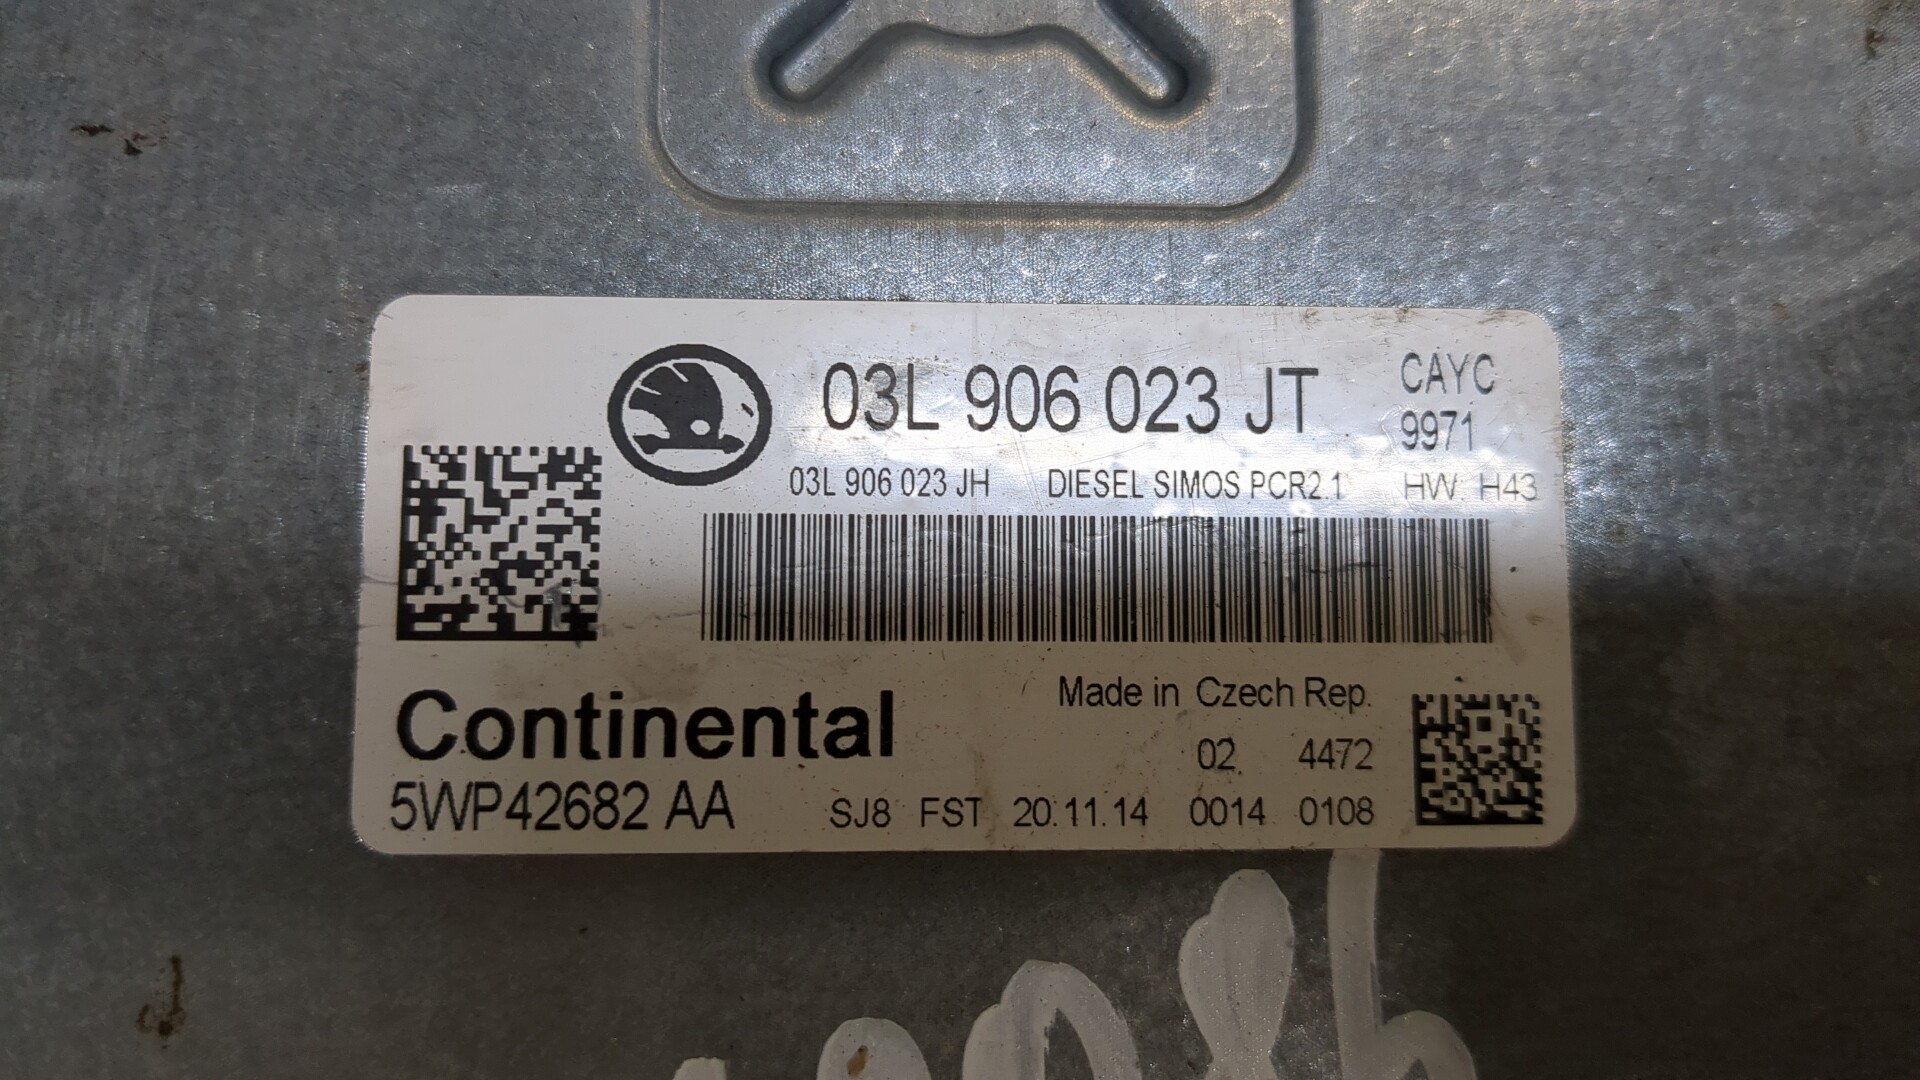 03L 906 023 JT
CAYC
9971
03L 906 023 JH DIESEL SIMOS PCR2.1 HW: H43
Continental
Made in Czech Rep.
02 4472
5WP42682 AA SJ8 FST 20.11.14 0014 0108